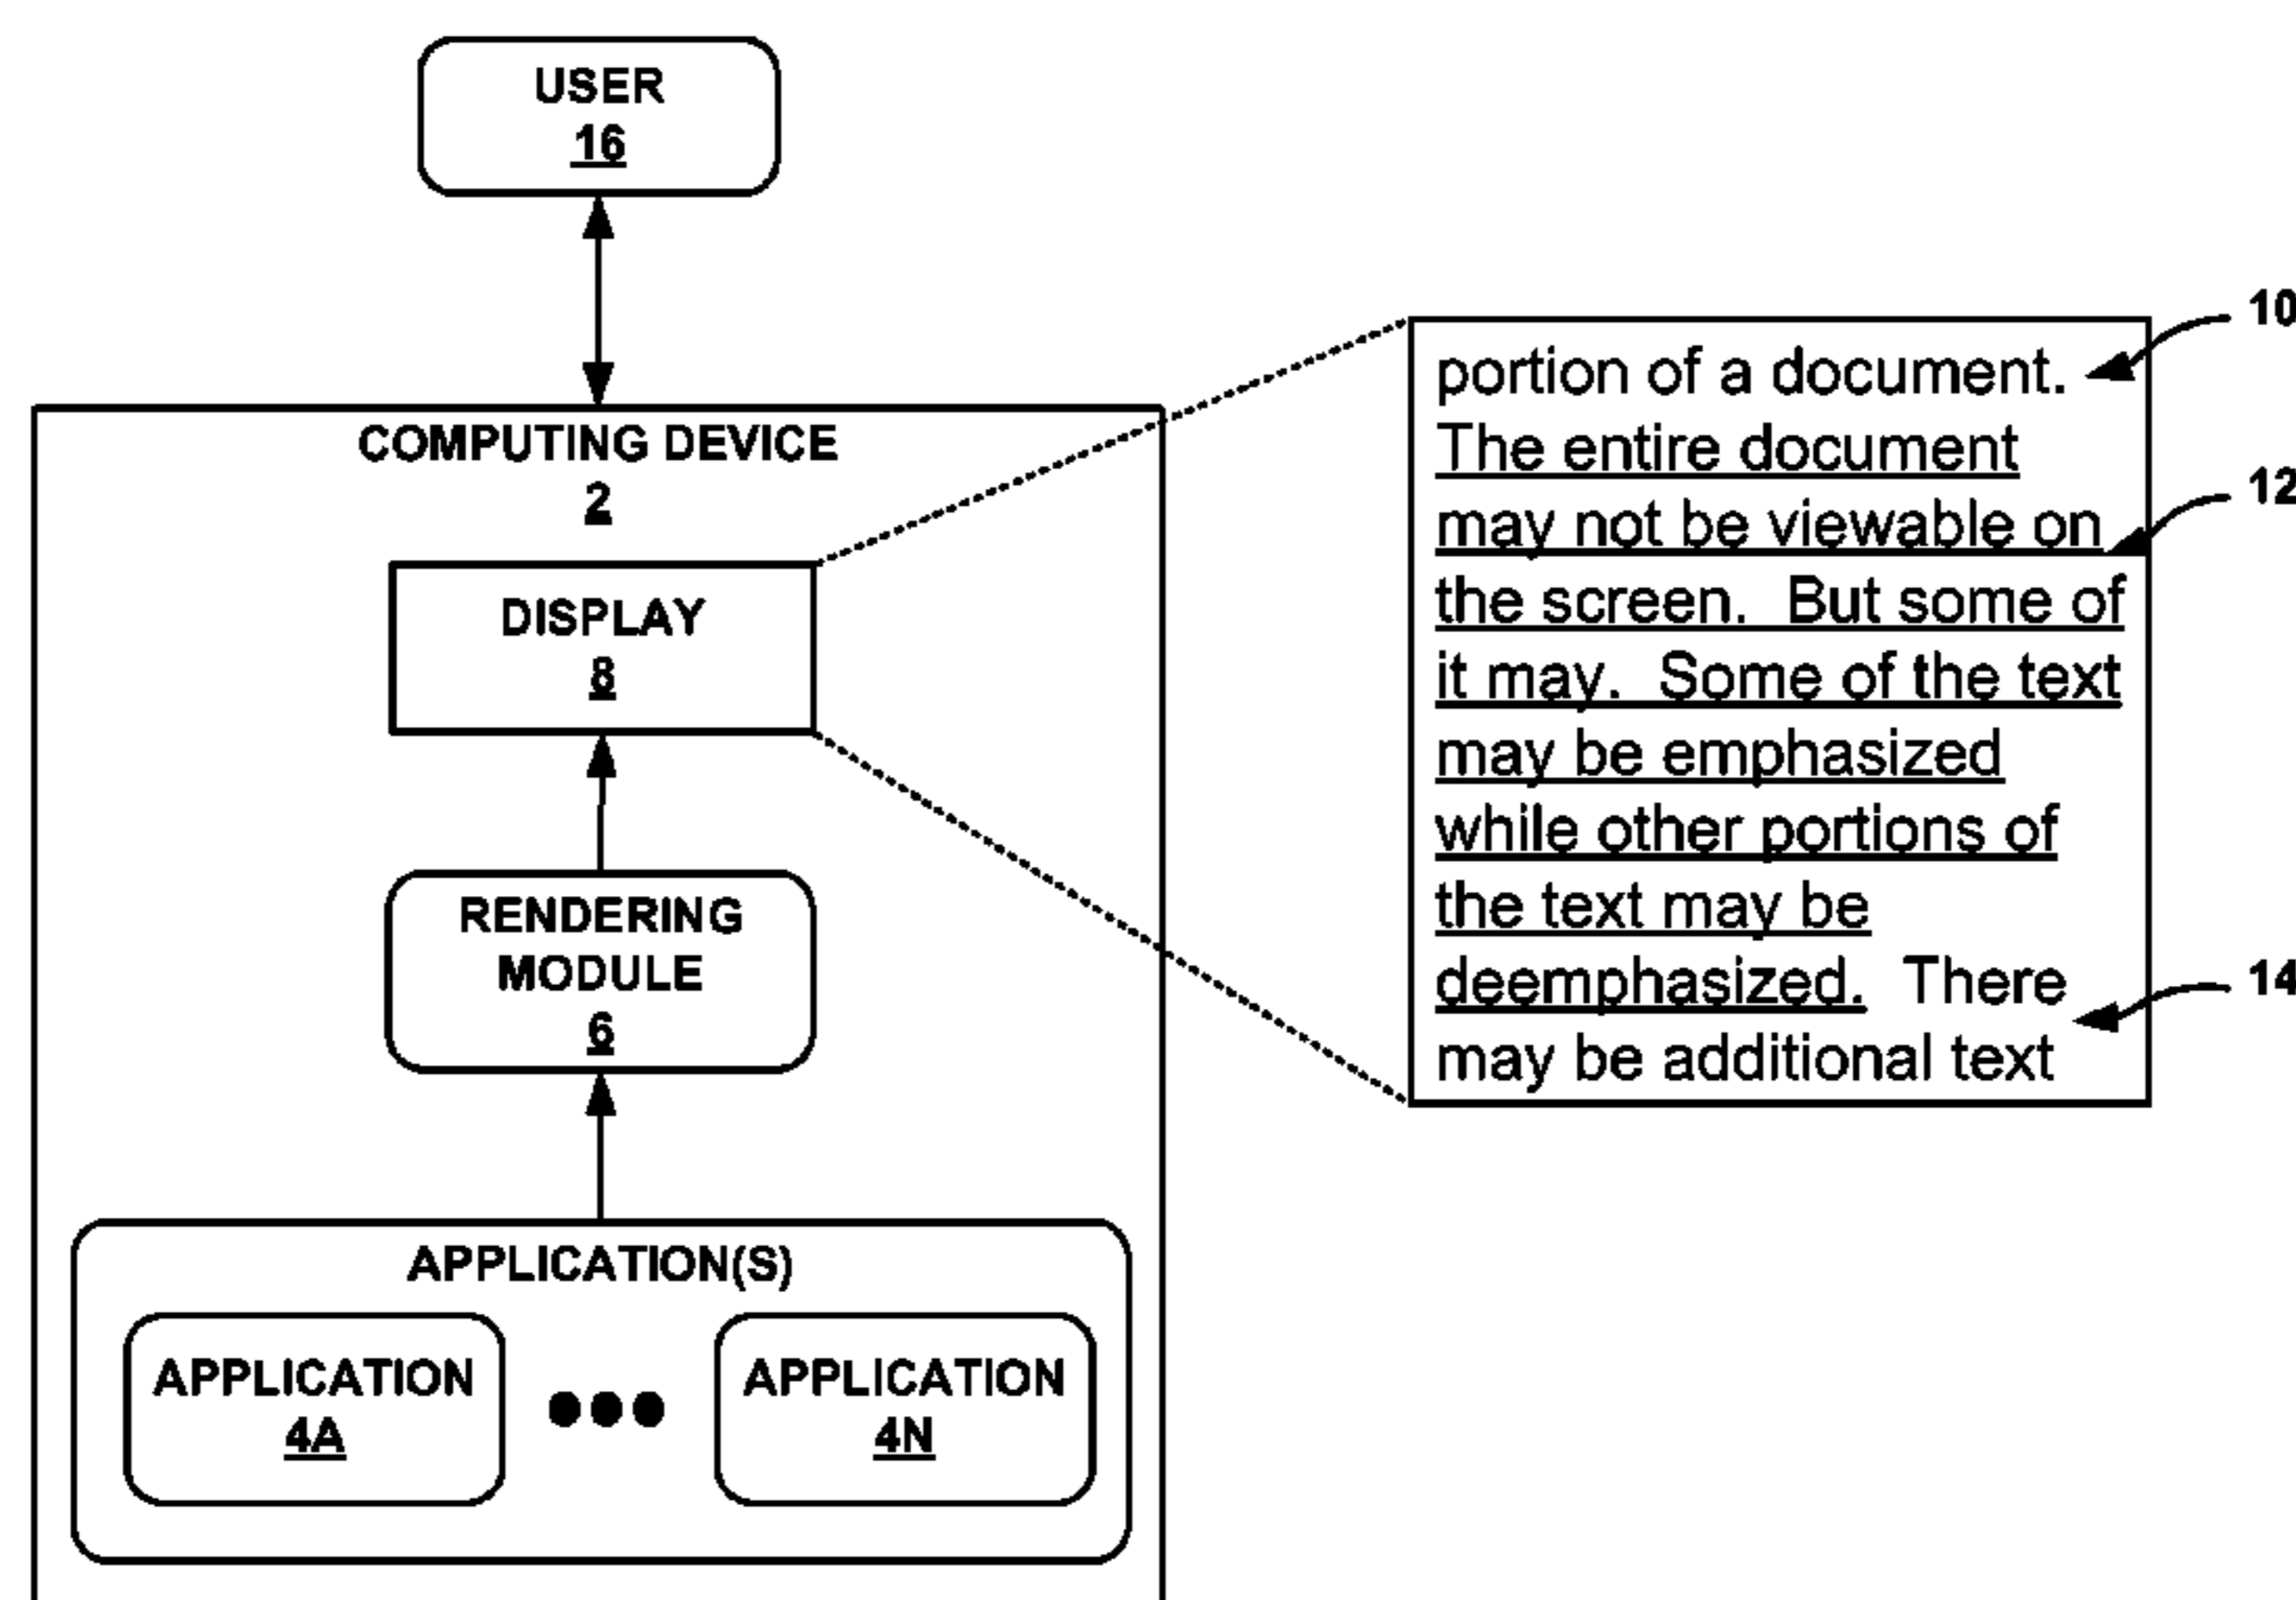 USER
16
COMPUTING DEVICE
2
DISPLAY
8
RENDERING
MODULE
6
APPLICATION(S)
APPLICATION
4A
APPLICATION
4N
portion of a document.
The entire document
may not be viewable on
the screen. But some of
it may. Some of the text
may be emphasized
while other portions of
the text may be
deemphasized. There
may be additional text
10
12
14